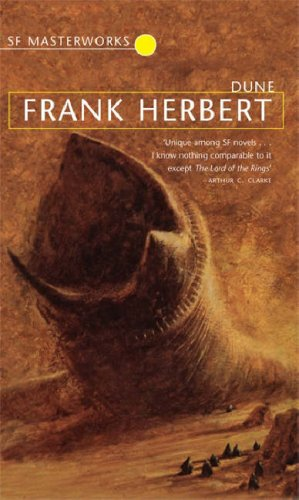 SF MASTERWORKS
DUNE
FRANK HERBERT
'Unique among SF novels . . .
I know nothing comparable to it
except The Lord of the Rings'
–ARTHUR C. CLARKE